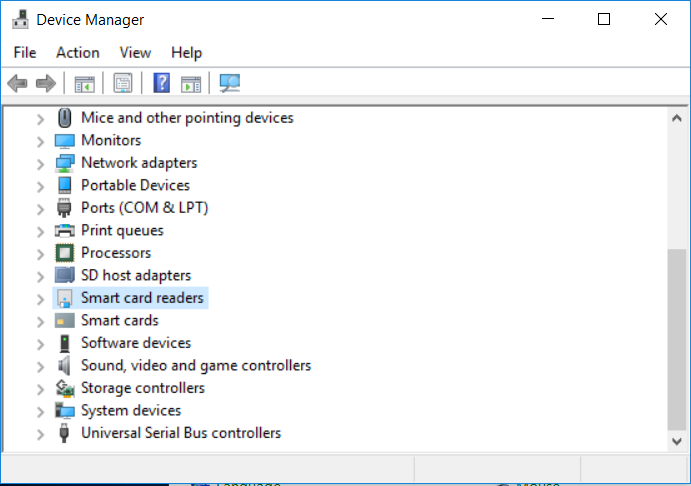 Device Manager
File Action View Help
Mice and other pointing devices
Monitors
Network adapters
Portable Devices
Ports (COM & LPT)
Print queues
Processors
SD host adapters
Smart card readers
Smart cards
Software devices
Sound, video and game controllers
Storage controllers
System devices
Universal Serial Bus controllers
Language Mouse